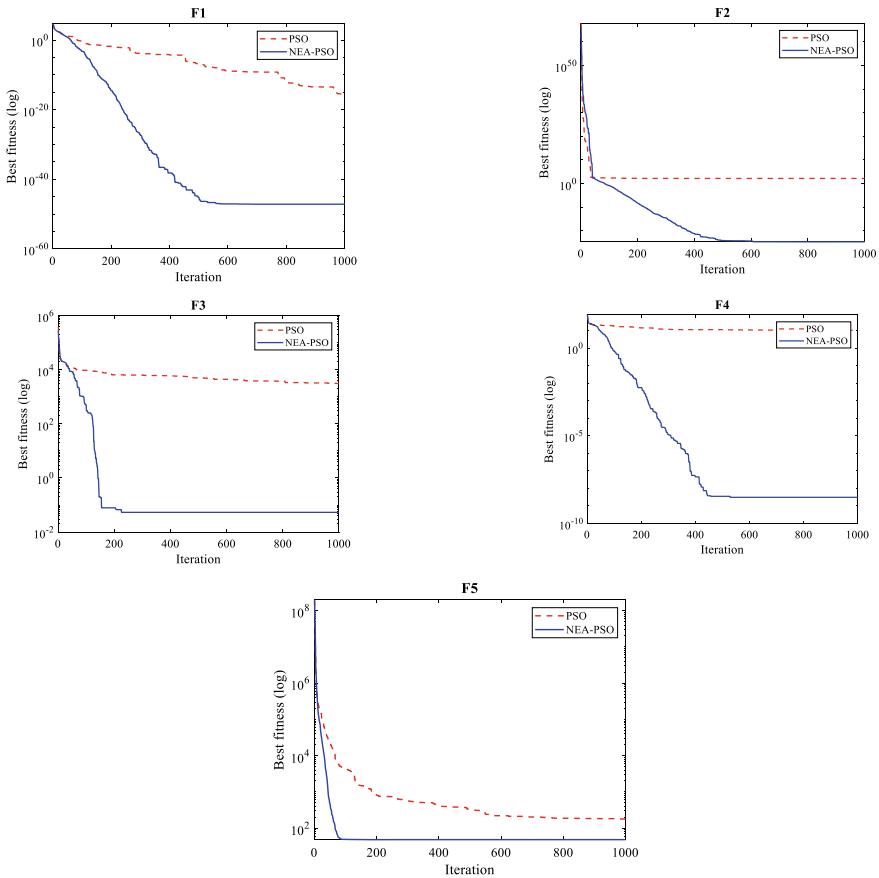 F1
PSO
NEA-PSO
Best fitness (log)
10^0
10^-20
10^-40
10^-60
0 200 400 600 800 1000
Iteration
F2
PSO
NEA-PSO
Best fitness (log)
10^50
10^0
0 200 400 600 800 1000
Iteration
F3
PSO
NEA-PSO
Best fitness (log)
10^6
10^4
10^2
10^0
10^-2
0 200 400 600 800 1000
Iteration
F4
PSO
NEA-PSO
Best fitness (log)
10^0
10^-5
10^-10
0 200 400 600 800 1000
Iteration
F5
PSO
NEA-PSO
Best fitness (log)
10^8
10^6
10^4
10^2
0 200 400 600 800 1000
Iteration